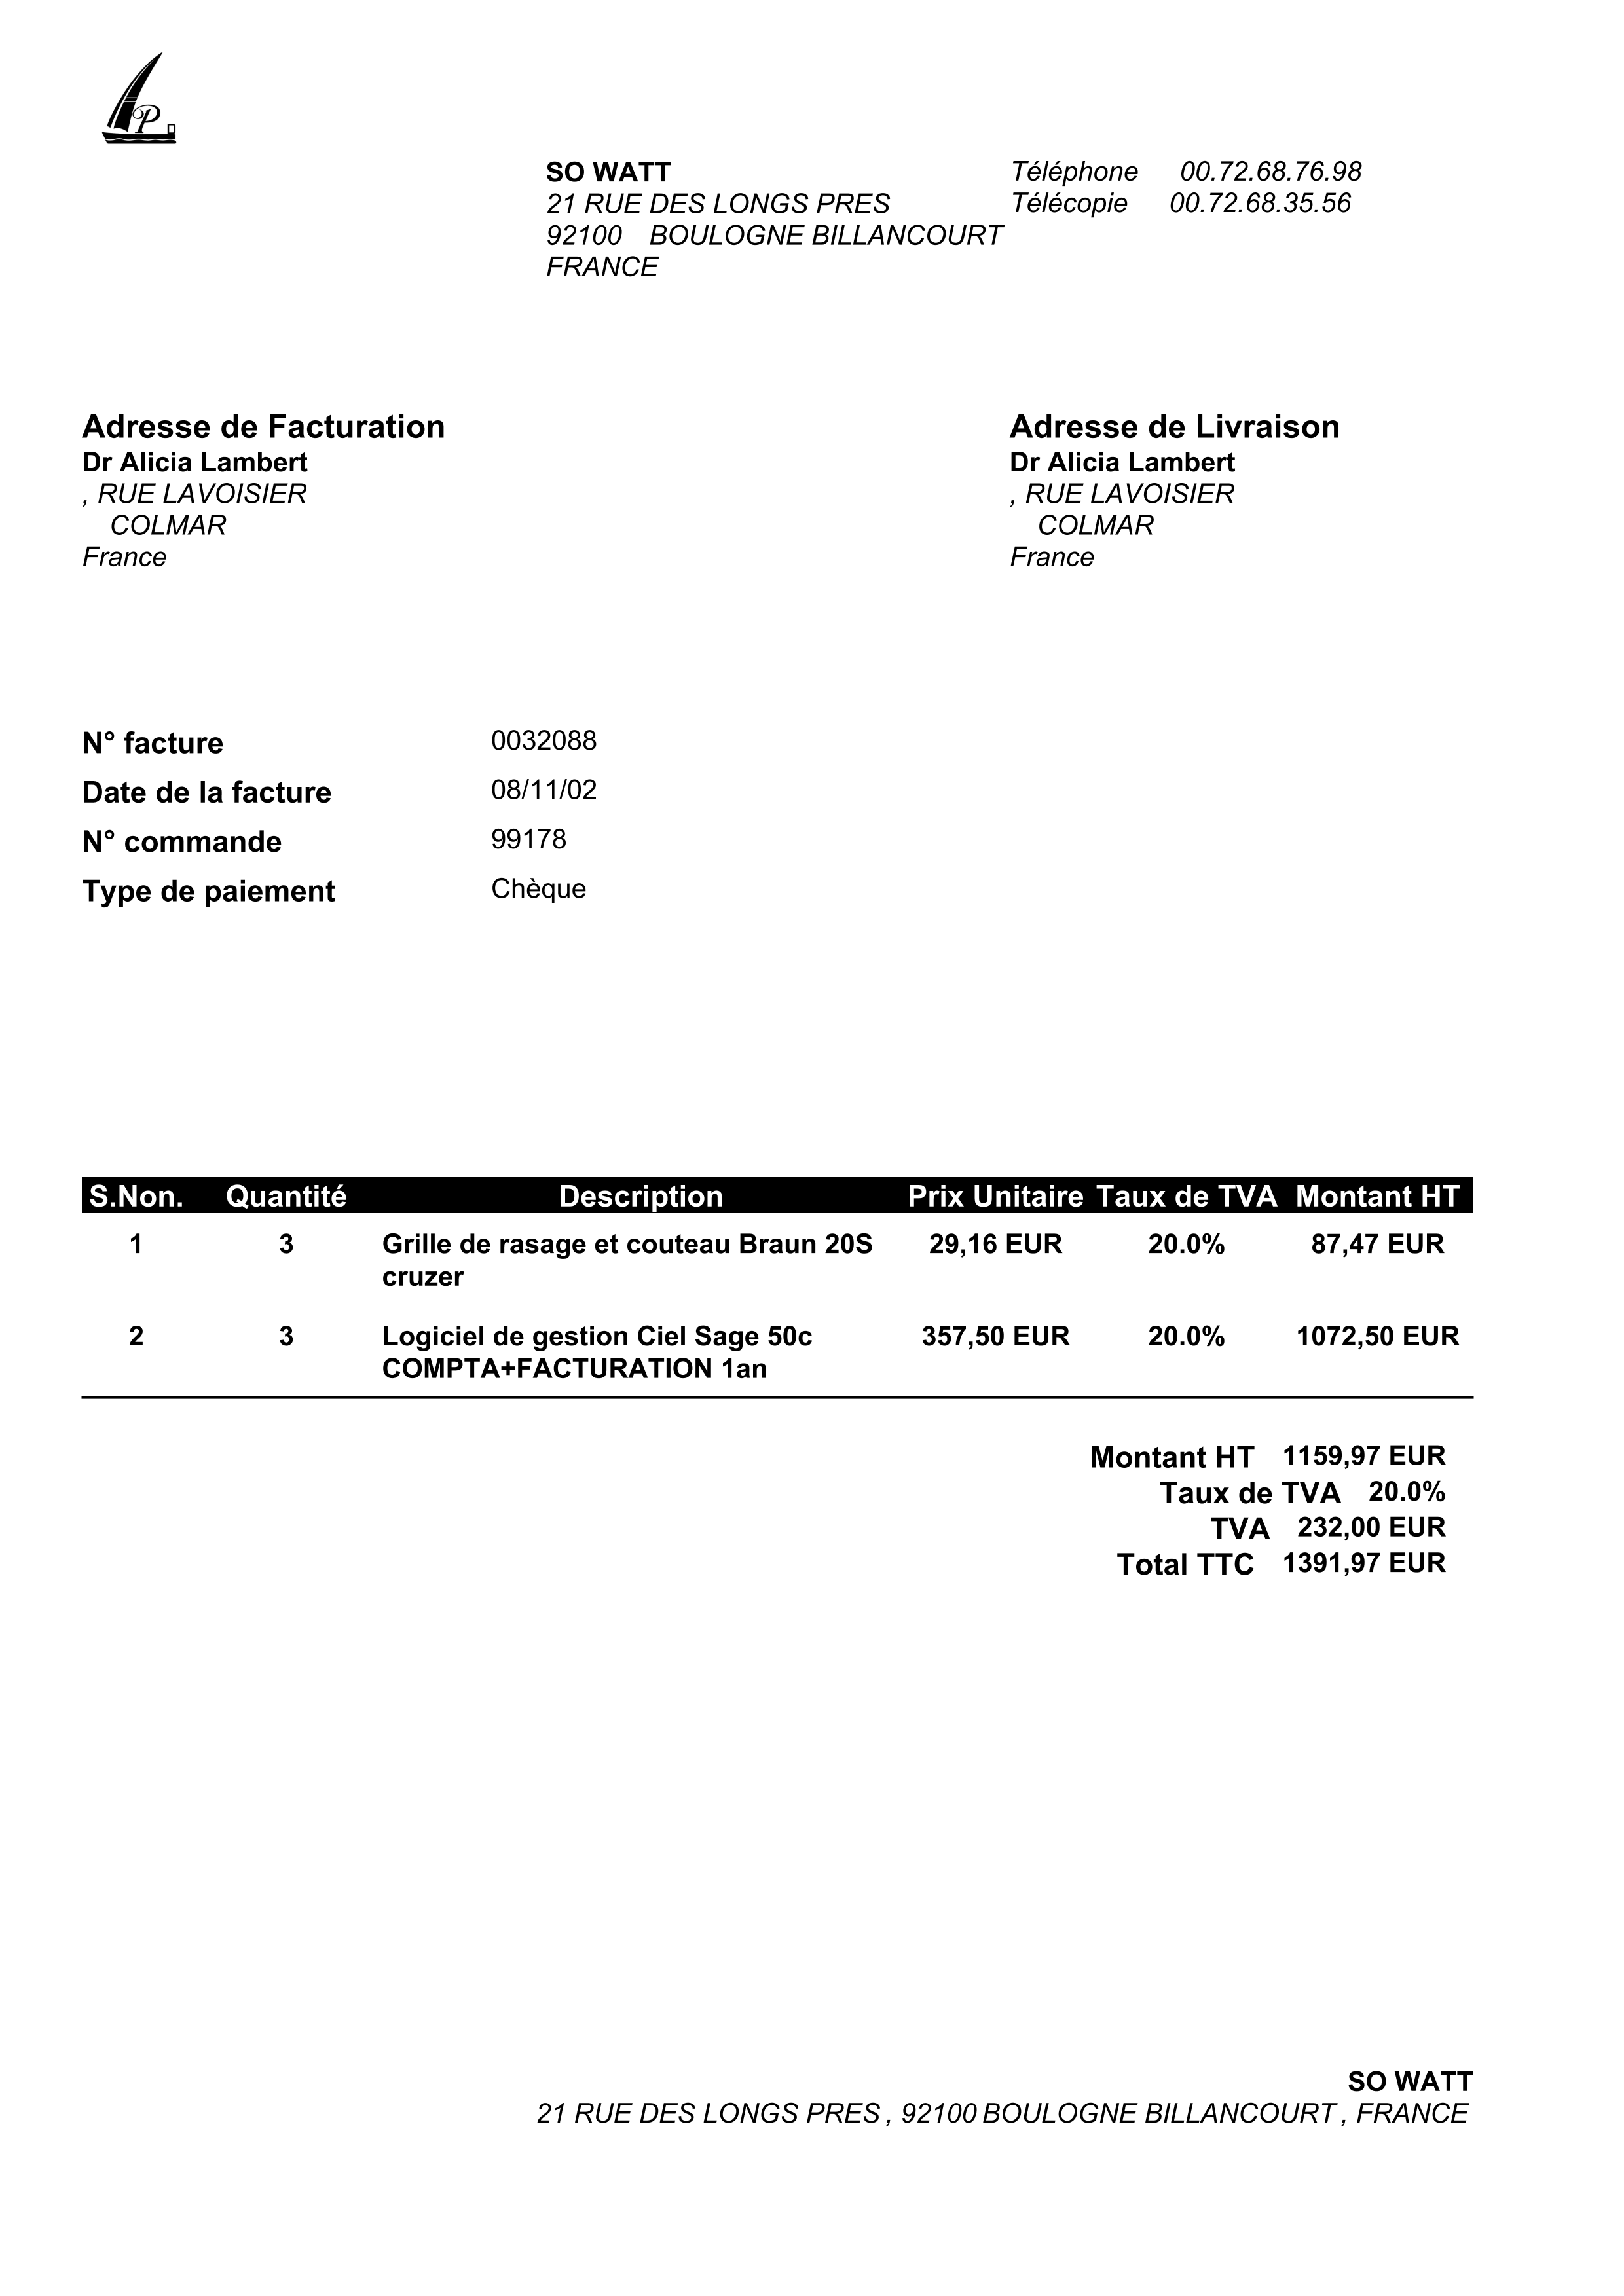 P
SO WATT
21 RUE DES LONGS PRES
92100 BOULOGNE BILLANCOURT
FRANCE
Téléphone 00.72.68.76.98
Télécopie 00.72.68.35.56
Adresse de Facturation
Dr Alicia Lambert
, RUE LAVOISIER
COLMAR
France
Adresse de Livraison
Dr Alicia Lambert
, RUE LAVOISIER
COLMAR
France
N° facture 0032088
Date de la facture 08/11/02
N° commande 99178
Type de paiement Chèque
S.Non. Quantité Description Prix Unitaire Taux de TVA Montant HT
1 3 Grille de rasage et couteau Braun 20S 29,16 EUR 20.0% 87,47 EUR
cruzer
2 3 Logiciel de gestion Ciel Sage 50c 357,50 EUR 20.0% 1072,50 EUR
COMPTA+FACTURATION 1an
Montant HT 1159,97 EUR
Taux de TVA 20.0%
TVA 232,00 EUR
Total TTC 1391,97 EUR
SO WATT
21 RUE DES LONGS PRES , 92100 BOULOGNE BILLANCOURT , FRANCE